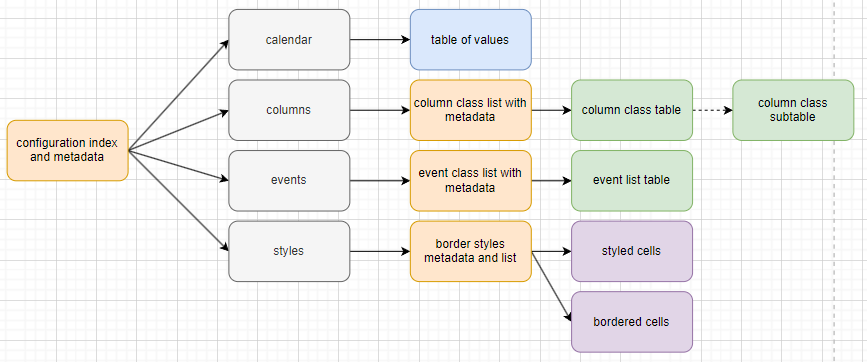 calendar
table of values
columns
column class list with
metadata
column class table
column class
subtable
configuration index
and metadata
events
event class list with
metadata
event list table
styles
border styles
metadata and list
styled cells
bordered cells